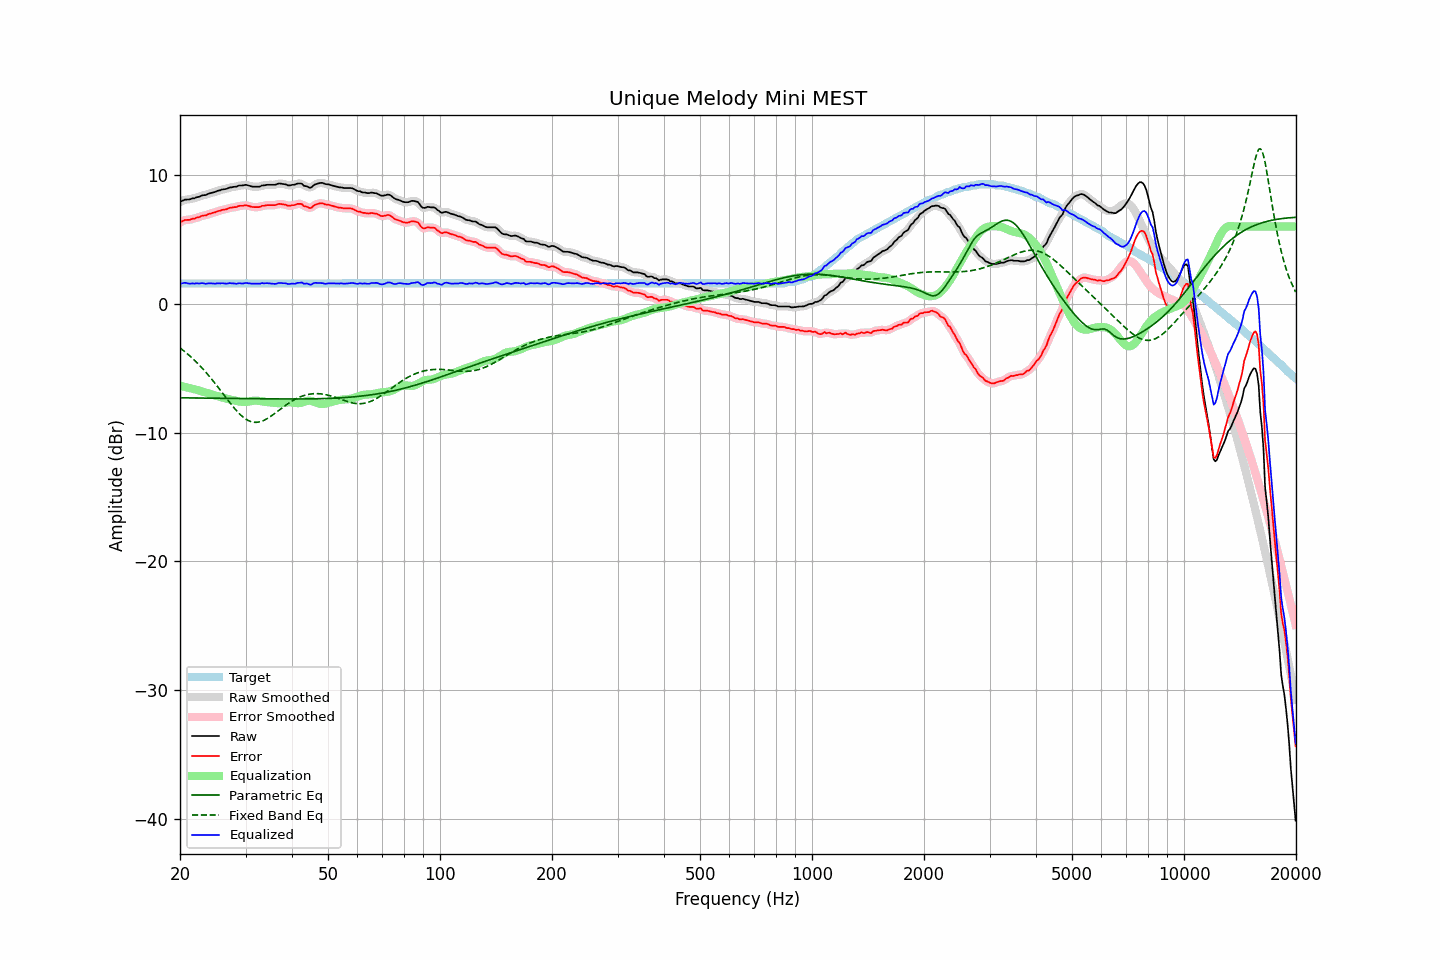 Unique Melody Mini MEST
Amplitude (dBr)
10
0
−10
−20
−30
−40
20
50
100
200
500
1000
2000
5000
10000
20000
Frequency (Hz)
Target
Raw Smoothed
Error Smoothed
Raw
Error
Equalization
Parametric Eq
Fixed Band Eq
Equalized